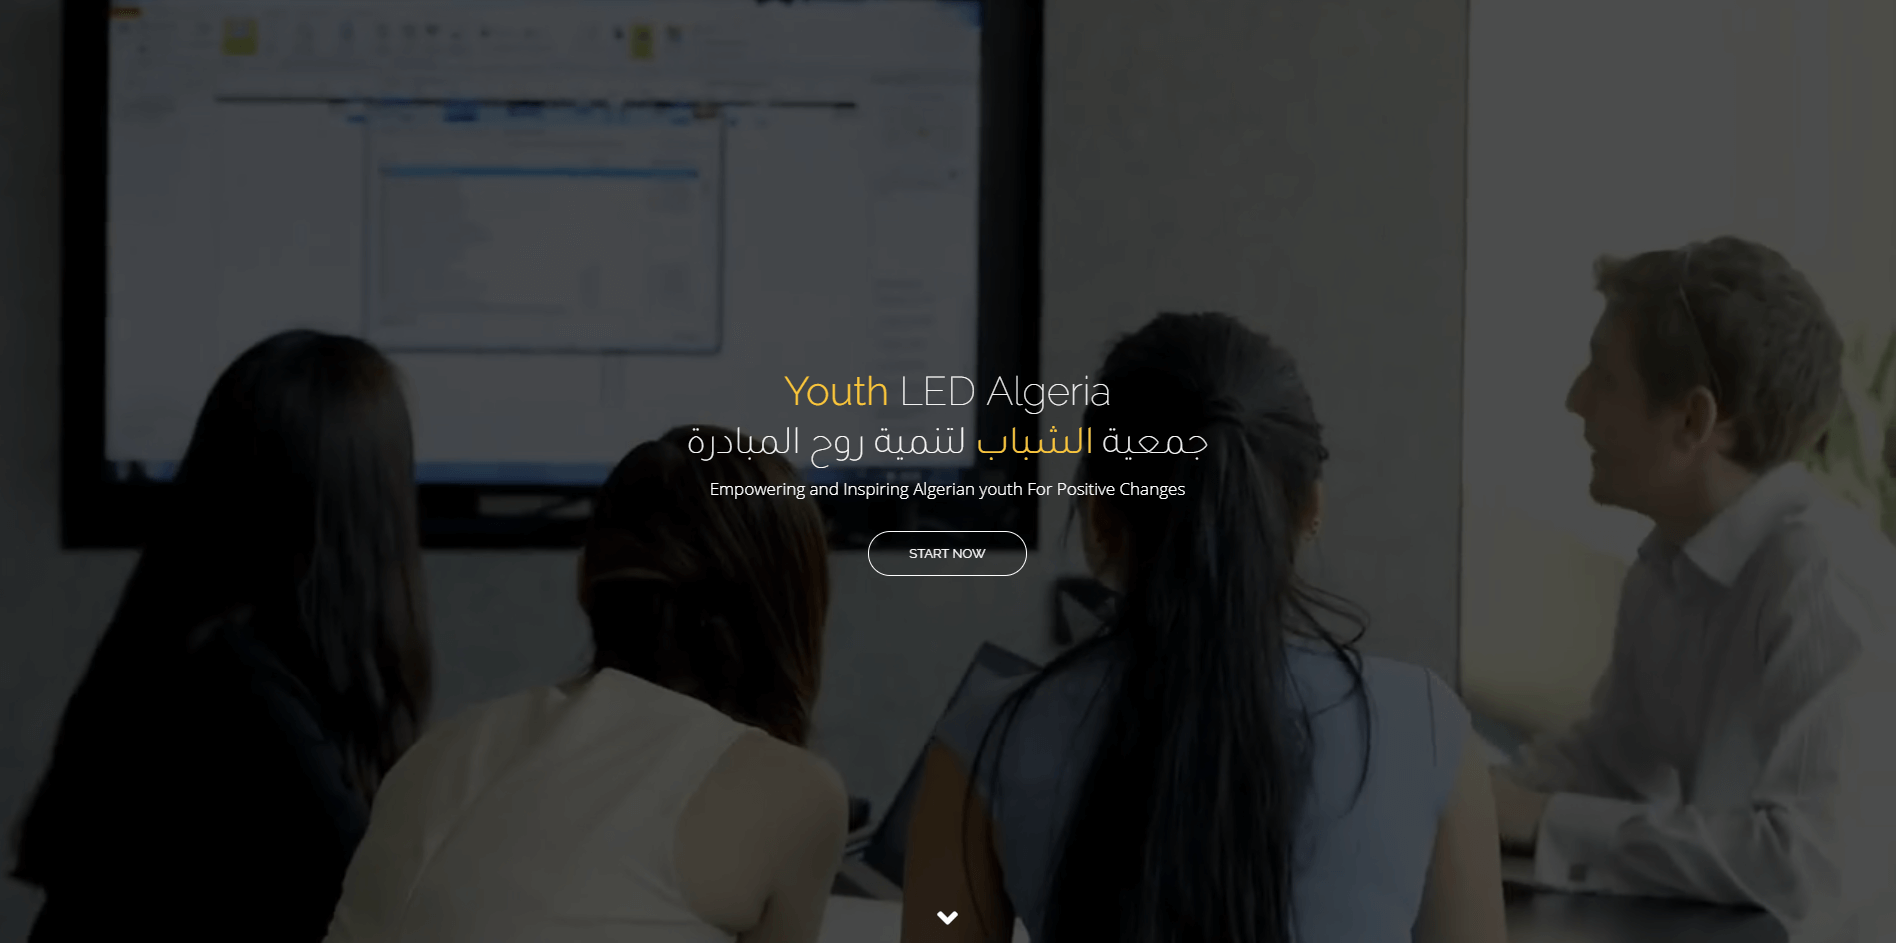 Youth LED Algeria
جمعية الشباب لتنمية روح المبادرة
Empowering and Inspiring Algerian youth For Positive Changes
START NOW